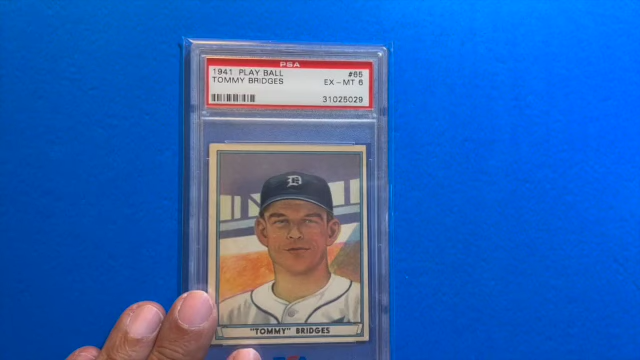 PSA
1941 PLAY BALL #65
TOMMY BRIDGES EX-MT 6
31025029
D
"TOMMY" BRIDGES